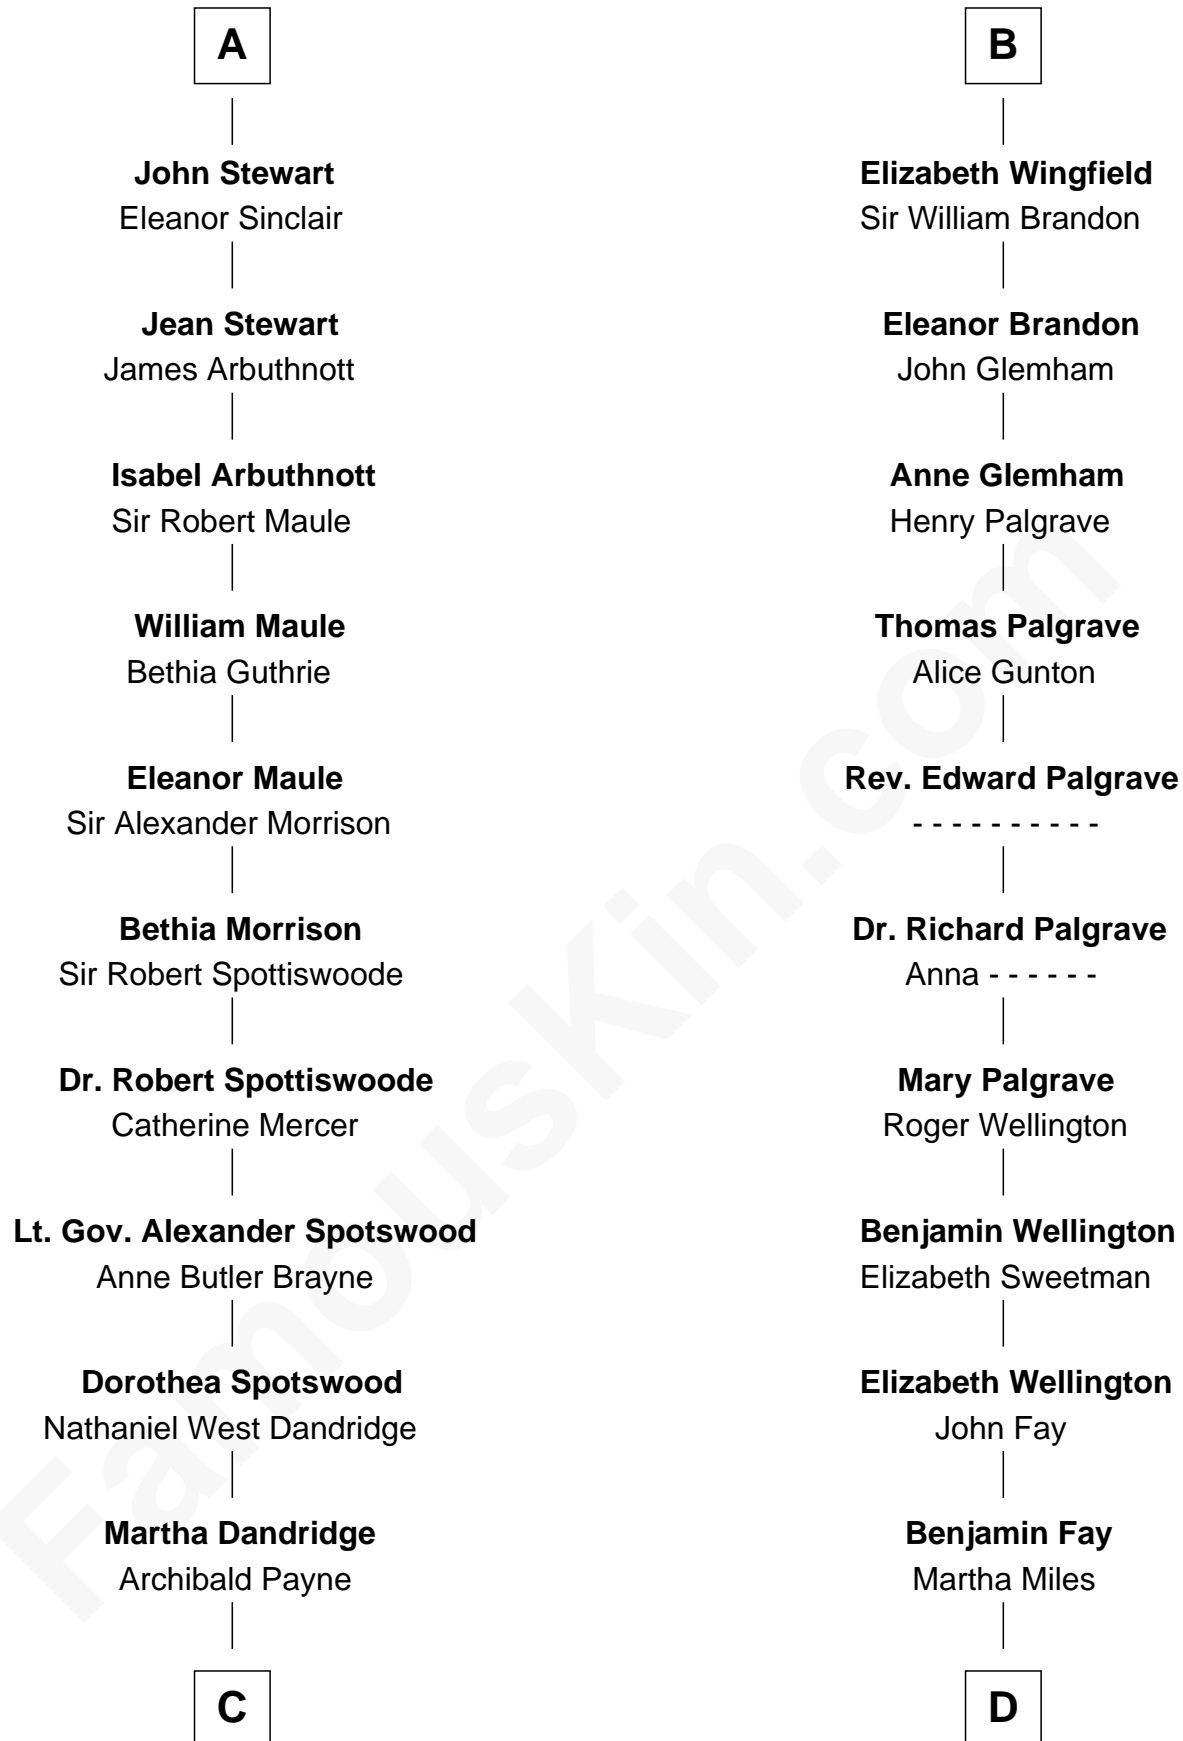 A
John Stewart
Eleanor Sinclair
Jean Stewart
James Arbuthnott
Isabel Arbuthnott
Sir Robert Maule
William Maule
Bethia Guthrie
Eleanor Maule
Sir Alexander Morrison
Bethia Morrison
Sir Robert Spottiswoode
Dr. Robert Spottiswoode
Catherine Mercer
Lt. Gov. Alexander Spotswood
Anne Butler Brayne
Dorothea Spotswood
Nathaniel West Dandridge
Martha Dandridge
Archibald Payne
C
B
Elizabeth Wingfield
Sir William Brandon
Eleanor Brandon
John Glemham
Anne Glemham
Henry Palgrave
Thomas Palgrave
Alice Gunton
Rev. Edward Palgrave
- - - - - - - - - -
Dr. Richard Palgrave
Anna - - - - - -
Mary Palgrave
Roger Wellington
Benjamin Wellington
Elizabeth Sweetman
Elizabeth Wellington
John Fay
Benjamin Fay
Martha Miles
D
FamousKin.com